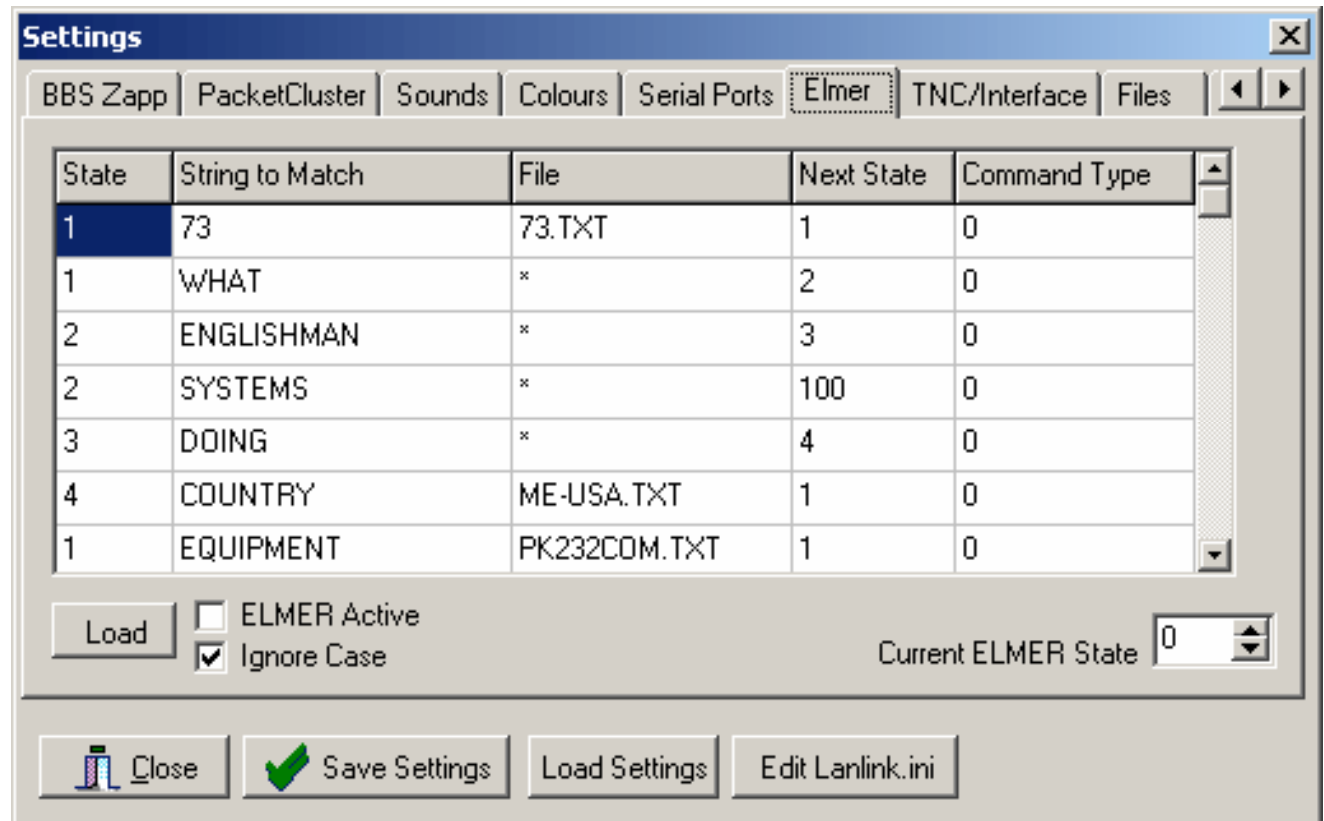 Settings
BBS Zapp PacketCluster Sounds Colours Serial Ports Elmer TNC/Interface Files
State String to Match File Next State Command Type
1 73 73.TXT 1 0
1 WHAT * 2 0
2 ENGLISHMAN * 3 0
2 SYSTEMS * 100 0
3 DOING * 4 0
4 COUNTRY ME-USA.TXT 1 0
1 EQUIPMENT PK232COM.TXT 1 0
Load ELMER Active
Ignore Case Current ELMER State 0
Close Save Settings Load Settings Edit Lanlink.ini